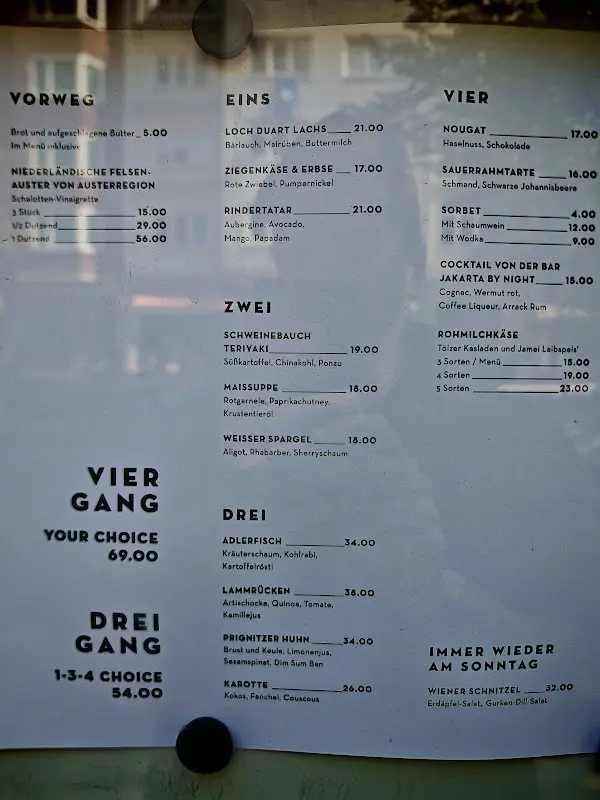 VORWEG
Brot und aufgeschlagene Butter 5.00
Im Menü inklusive
NIEDERLÄNDISCHE FELSEN-
AUSTER VON AUSTERREGION
Schalotten-Vinaigrette
3 Stück 15.00
1/2 Dutzend 29.00
1 Dutzend 56.00
VIER
GANG
YOUR CHOICE
69.00
DREI
GANG
1-3-4 CHOICE
54.00
EINS
LOCH DUART LACHS 21.00
Bärlauch, Mairüben, Buttermilch
ZIEGENKÄSE & ERBSE 17.00
Rote Zwiebel, Pumpernickel
RINDERTATAR 21.00
Aubergine, Avocado,
Mango, Papadam
ZWEI
SCHWEINEBAUCH
TERIYAKI 19.00
Süßkartoffel, Chinakohl, Ponzu
MAISSUPPE 18.00
Rotgarnele, Paprikachutney,
Krustentieröl
WEISSER SPARGEL 18.00
Aligot, Rhabarber, Sherryschaum
DREI
ADLERFISCH 34.00
Kräuterschaum, Kohlrabi,
Kartoffelrösti
LAMMRÜCKEN 38.00
Artischocke, Quinoa, Tomate,
Kamillejus
PRIGNITZER HUHN 34.00
Brust und Keule, Limonenjus,
Sesamspinat, Dim Sum Ben
KAROTTE 26.00
Kokos, Fenchel, Couscous
VIER
NOUGAT 17.00
Haselnuss, Schokolade
SAUERRAHMTARTE 16.00
Schmand, Schwarze Johannisbeere
SORBET 4.00
Mit Schaumwein 12.00
Mit Wodka 9.00
COCKTAIL VON DER BAR
JAKARTA BY NIGHT 15.00
Cognac, Wermut rot,
Coffee Liqueur, Arrack Rum
ROHMILCHKÄSE
Tölzer Kasladen und Jamei Laibspeis'
3 Sorten / Menü 15.00
4 Sorten 19.00
5 Sorten 23.00
IMMER WIEDER
AM SONNTAG
WIENER SCHNITZEL 32.00
Erdäpfel-Salat, Gurken-Dill-Salat